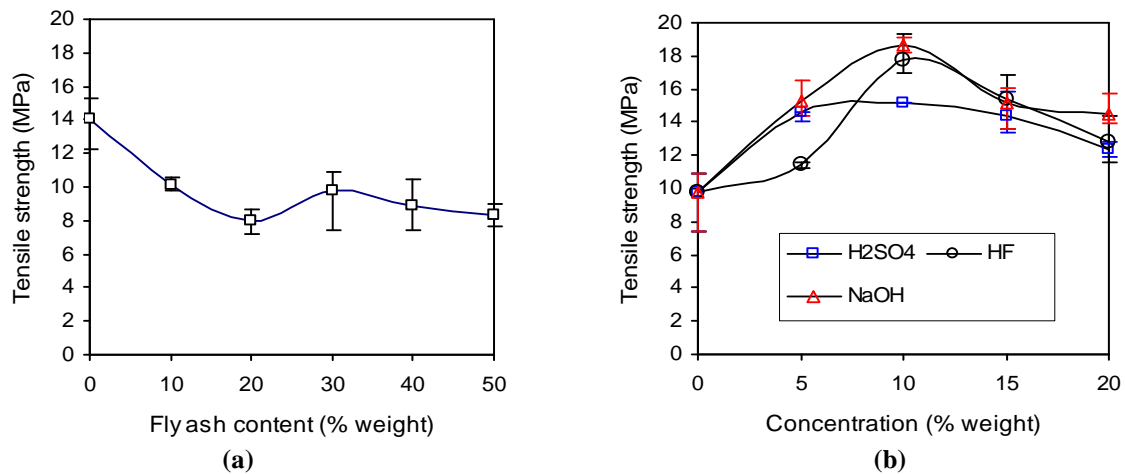 20
18
16
14
12
10
8
6
4
2
0
Tensile strength (MPa)
0 10 20 30 40 50
Fly ash content (% weight)
(a)
20
18
16
14
12
10
8
6
4
2
0
Tensile strength (MPa)
H2SO4 HF
NaOH
0 5 10 15 20
Concentration (% weight)
(b)